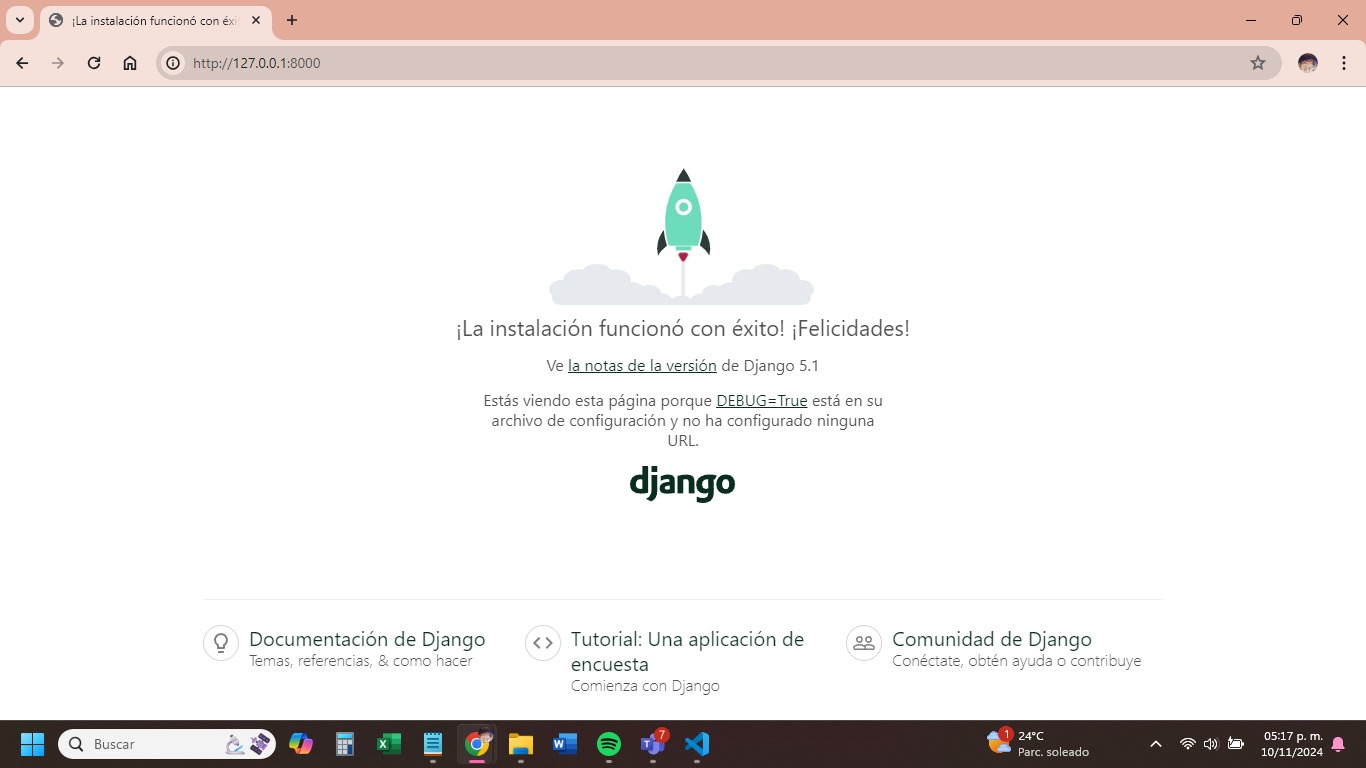 ¡La instalación funcionó con éxi
http://127.0.0.1:8000
¡La instalación funcionó con éxito! ¡Felicidades!
Ve la notas de la versión de Django 5.1
Estás viendo esta página porque DEBUG=True está en su
archivo de configuración y no ha configurado ninguna
URL.
django
Documentación de Django
Temas, referencias, & como hacer
Tutorial: Una aplicación de
encuesta
Comienza con Django
Comunidad de Django
Conéctate, obtén ayuda o contribuye
Buscar
7
1
24°C
Parc. soleado
05:17 p. m.
10/11/2024